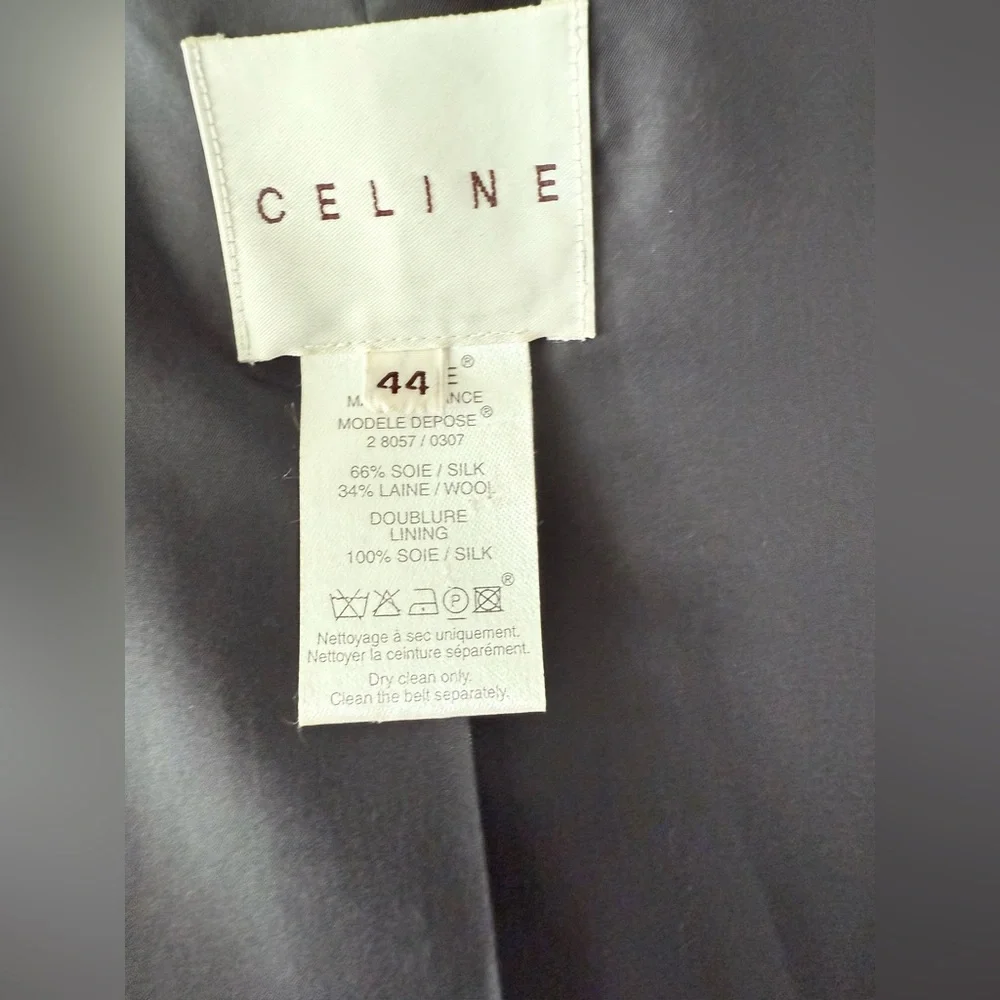 CELINE
44
E®
M NCE
MODELE DEPOSE®
2 8057 / 0307
66% SOIE / SILK
34% LAINE / WOOL
DOUBLURE
LINING
100% SOIE / SILK
P ®
Nettoyage à sec uniquement.
Nettoyer la ceinture séparément.
Dry clean only.
Clean the belt separately.